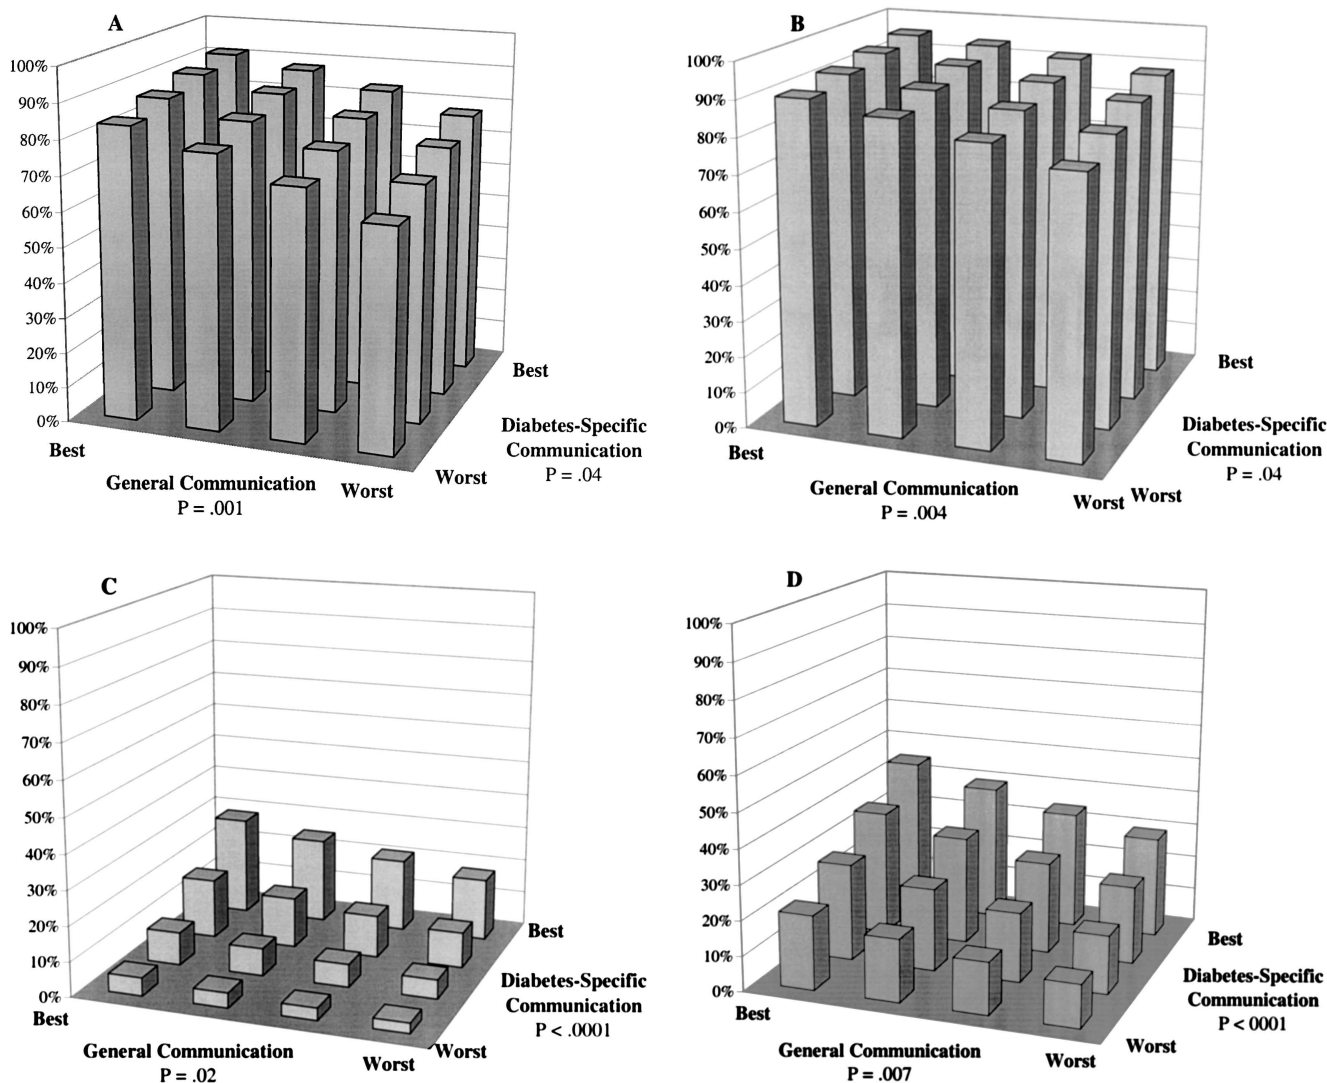 A
100%
90%
80%
70%
60%
50%
40%
30%
20%
10%
0%
Best
General Communication
P = .001
Worst
Worst
Best
Diabetes-Specific
Communication
P = .04
B
100%
90%
80%
70%
60%
50%
40%
30%
20%
10%
0%
Best
General Communication
P = .004
Worst
Worst
Best
Diabetes-Specific
Communication
P = .04
C
100%
90%
80%
70%
60%
50%
40%
30%
20%
10%
0%
Best
General Communication
P = .02
Worst
Worst
Best
Diabetes-Specific
Communication
P < .0001
D
100%
90%
80%
70%
60%
50%
40%
30%
20%
10%
0%
Best
General Communication
P = .007
Worst
Worst
Best
Diabetes-Specific
Communication
P < 0001